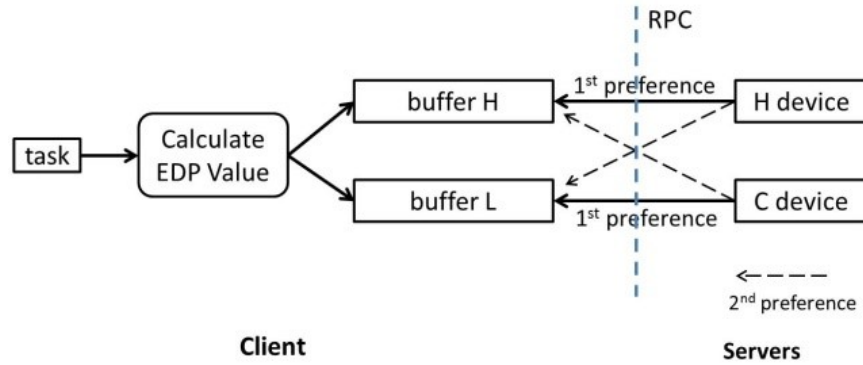 RPC
1st preference
buffer H
H device
Calculate
EDP Value
task
buffer L
C device
1st preference
2nd preference
Client
Servers